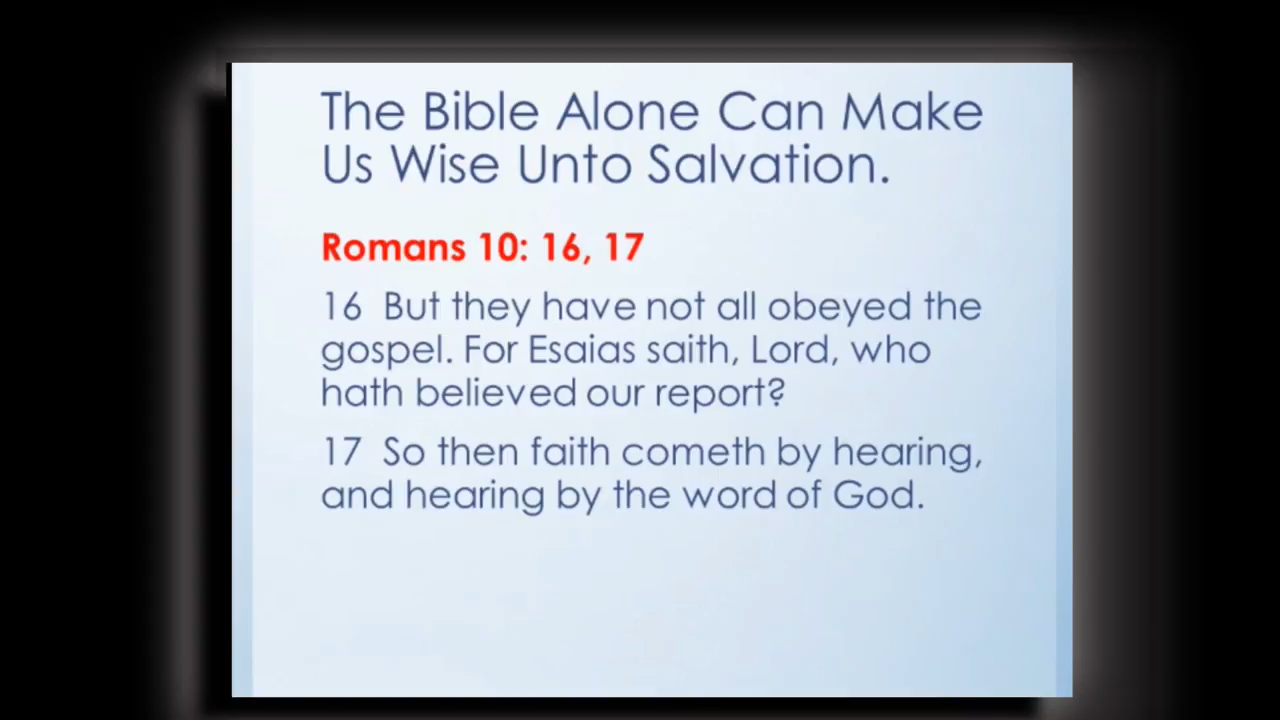 The Bible Alone Can Make
Us Wise Unto Salvation.
Romans 10: 16, 17
16 But they have not all obeyed the
gospel. For Esaias saith, Lord, who
hath believed our report?
17 So then faith cometh by hearing,
and hearing by the word of God.